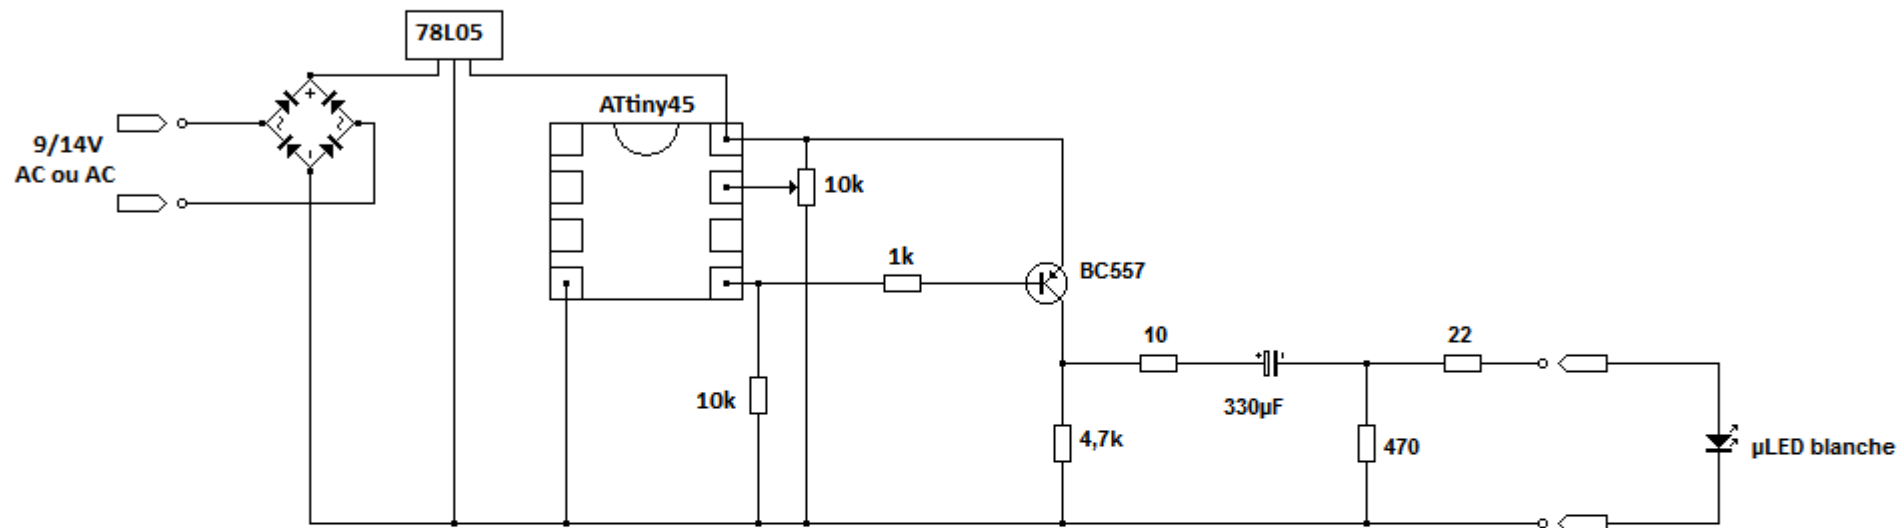 78L05
ATtiny45
9/14V
AC ou AC
+
~
~
-
10k
1k
BC557
10
22
+
-
330µF
10k
4,7k
470
µLED blanche